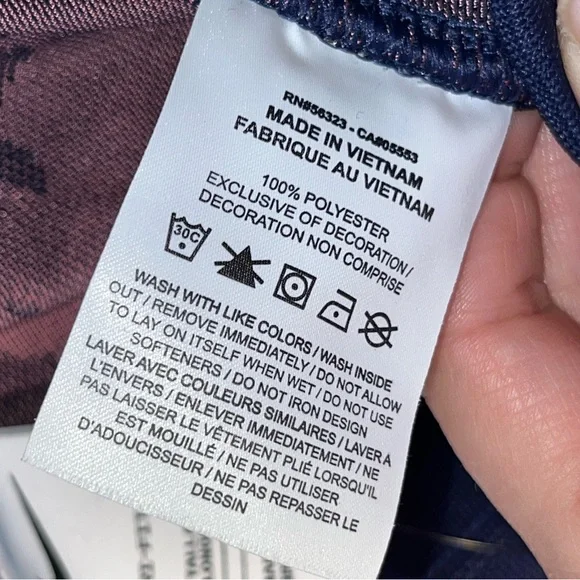 RN#56323 - CA#05553
MADE IN VIETNAM
FABRIQUE AU VIETNAM
100% POLYESTER
EXCLUSIVE OF DECORATION/
DECORATION NON COMPRISE
30C
WASH WITH LIKE COLORS / WASH INSIDE
OUT / REMOVE IMMEDIATELY / DO NOT ALLOW
TO LAY ON ITSELF WHEN WET / DO NOT USE
SOFTENERS / DO NOT IRON DESIGN
LAVER AVEC COULEURS SIMILAIRES / LAVER À
L'ENVERS / ENLEVER IMMEDIATEMENT / NE
PAS LAISSER LE VÊTEMENT PLIÉ LORSQU'IL
EST MOUILLÉ / NE PAS UTILISER
D'ADOUCISSEUR / NE PAS REPASSER LE
DESSIN